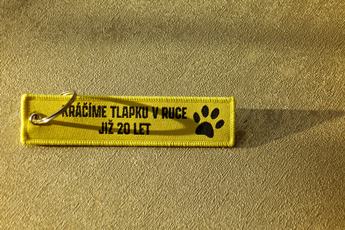 KRÁČÍME TLAPKU V RUCE
JIŽ 20 LET